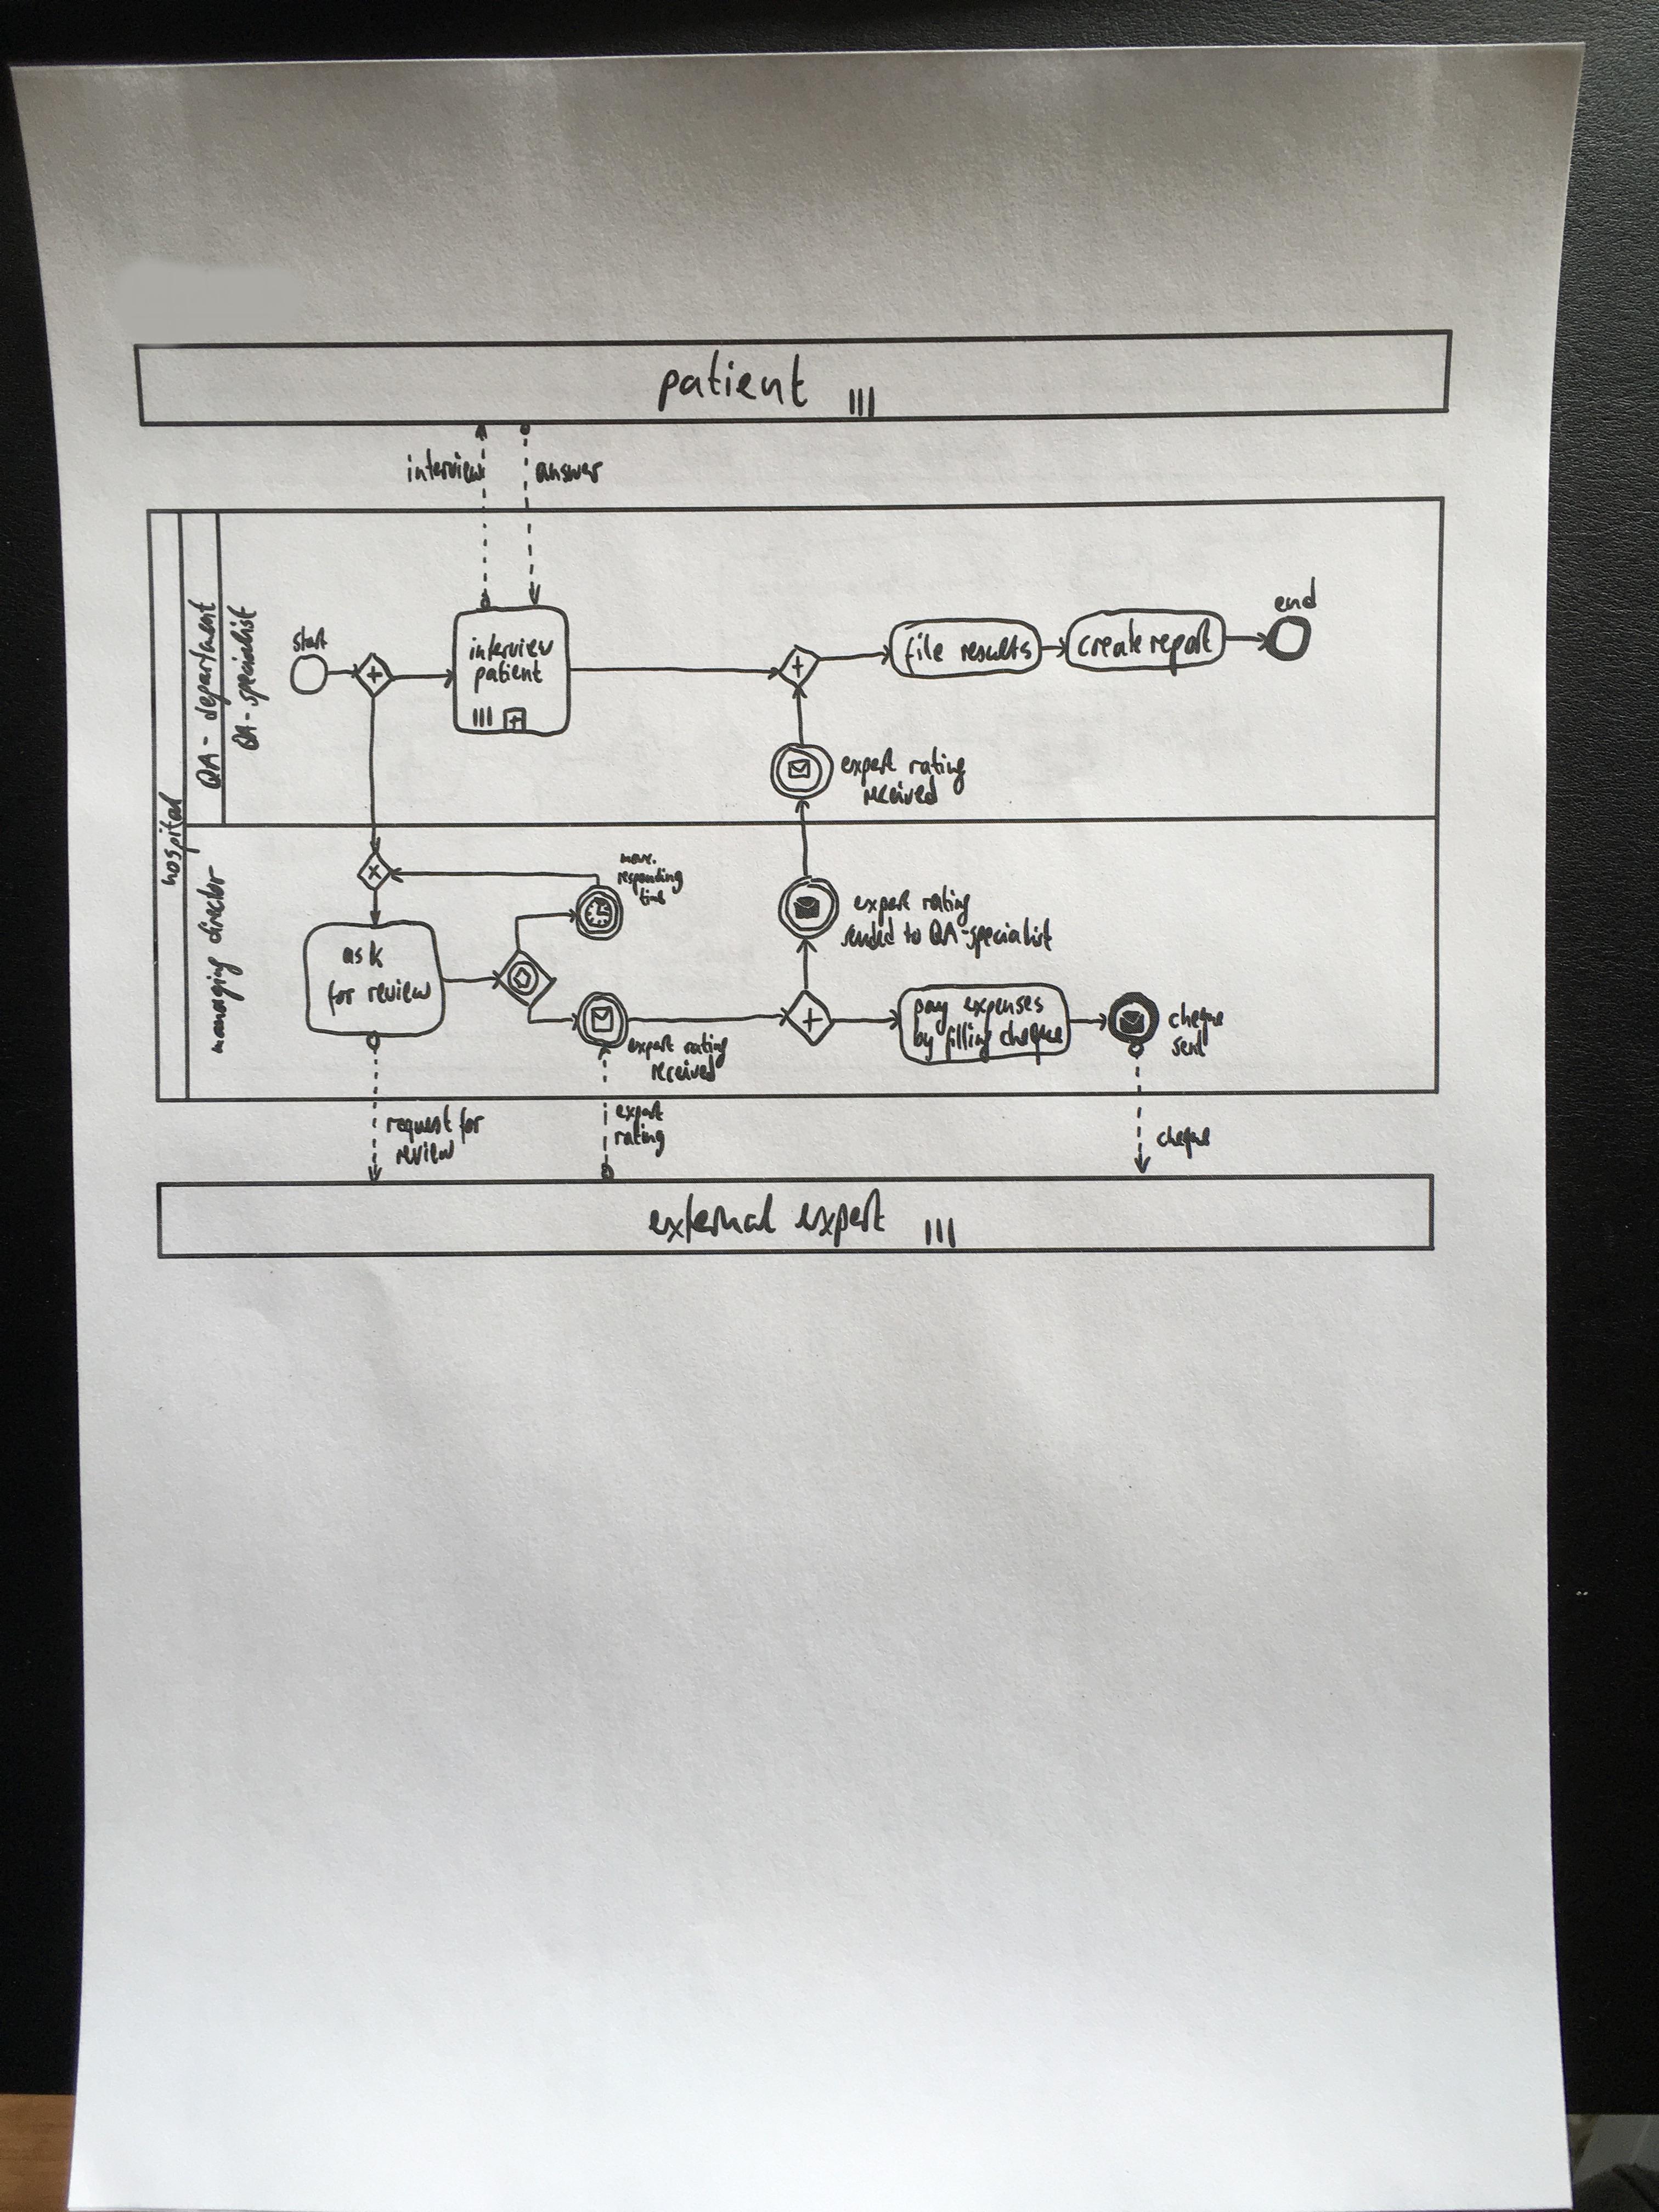 patient
interview
answer
hospital
QA-department
QA-specialist
start
interview
patient
file results
create report
end
expert rating
received
managing director
max.
responding
time
ask
for review
expert rating
sended to QA-specialist
expert rating
received
pay expenses
by filling cheque
cheque
sent
request for
review
expert
rating
cheque
external expert